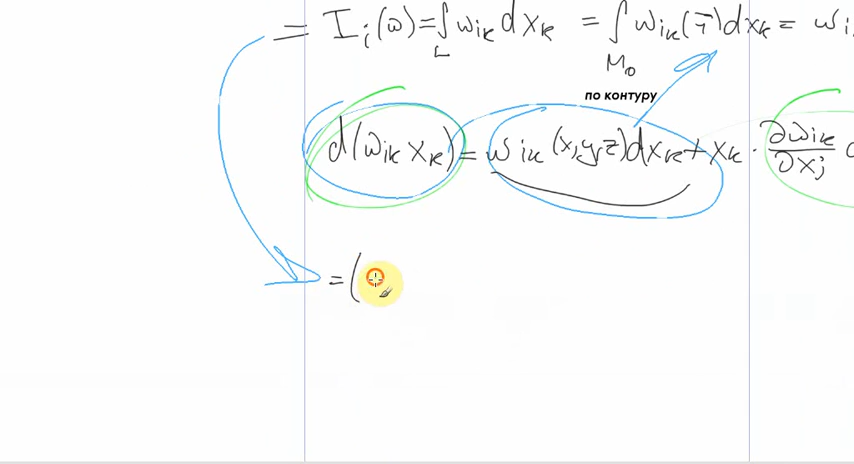 = I_i(ω) = ∫_L ω_ik dx_k = ∫_{M_0} ω_ik(τ̄)dx_k = ω_i
по контуру
d(ω_ik x_k) = ω_ik(x,y,z)dx_k + x_k · ∂ω_ik/∂x_j
= (